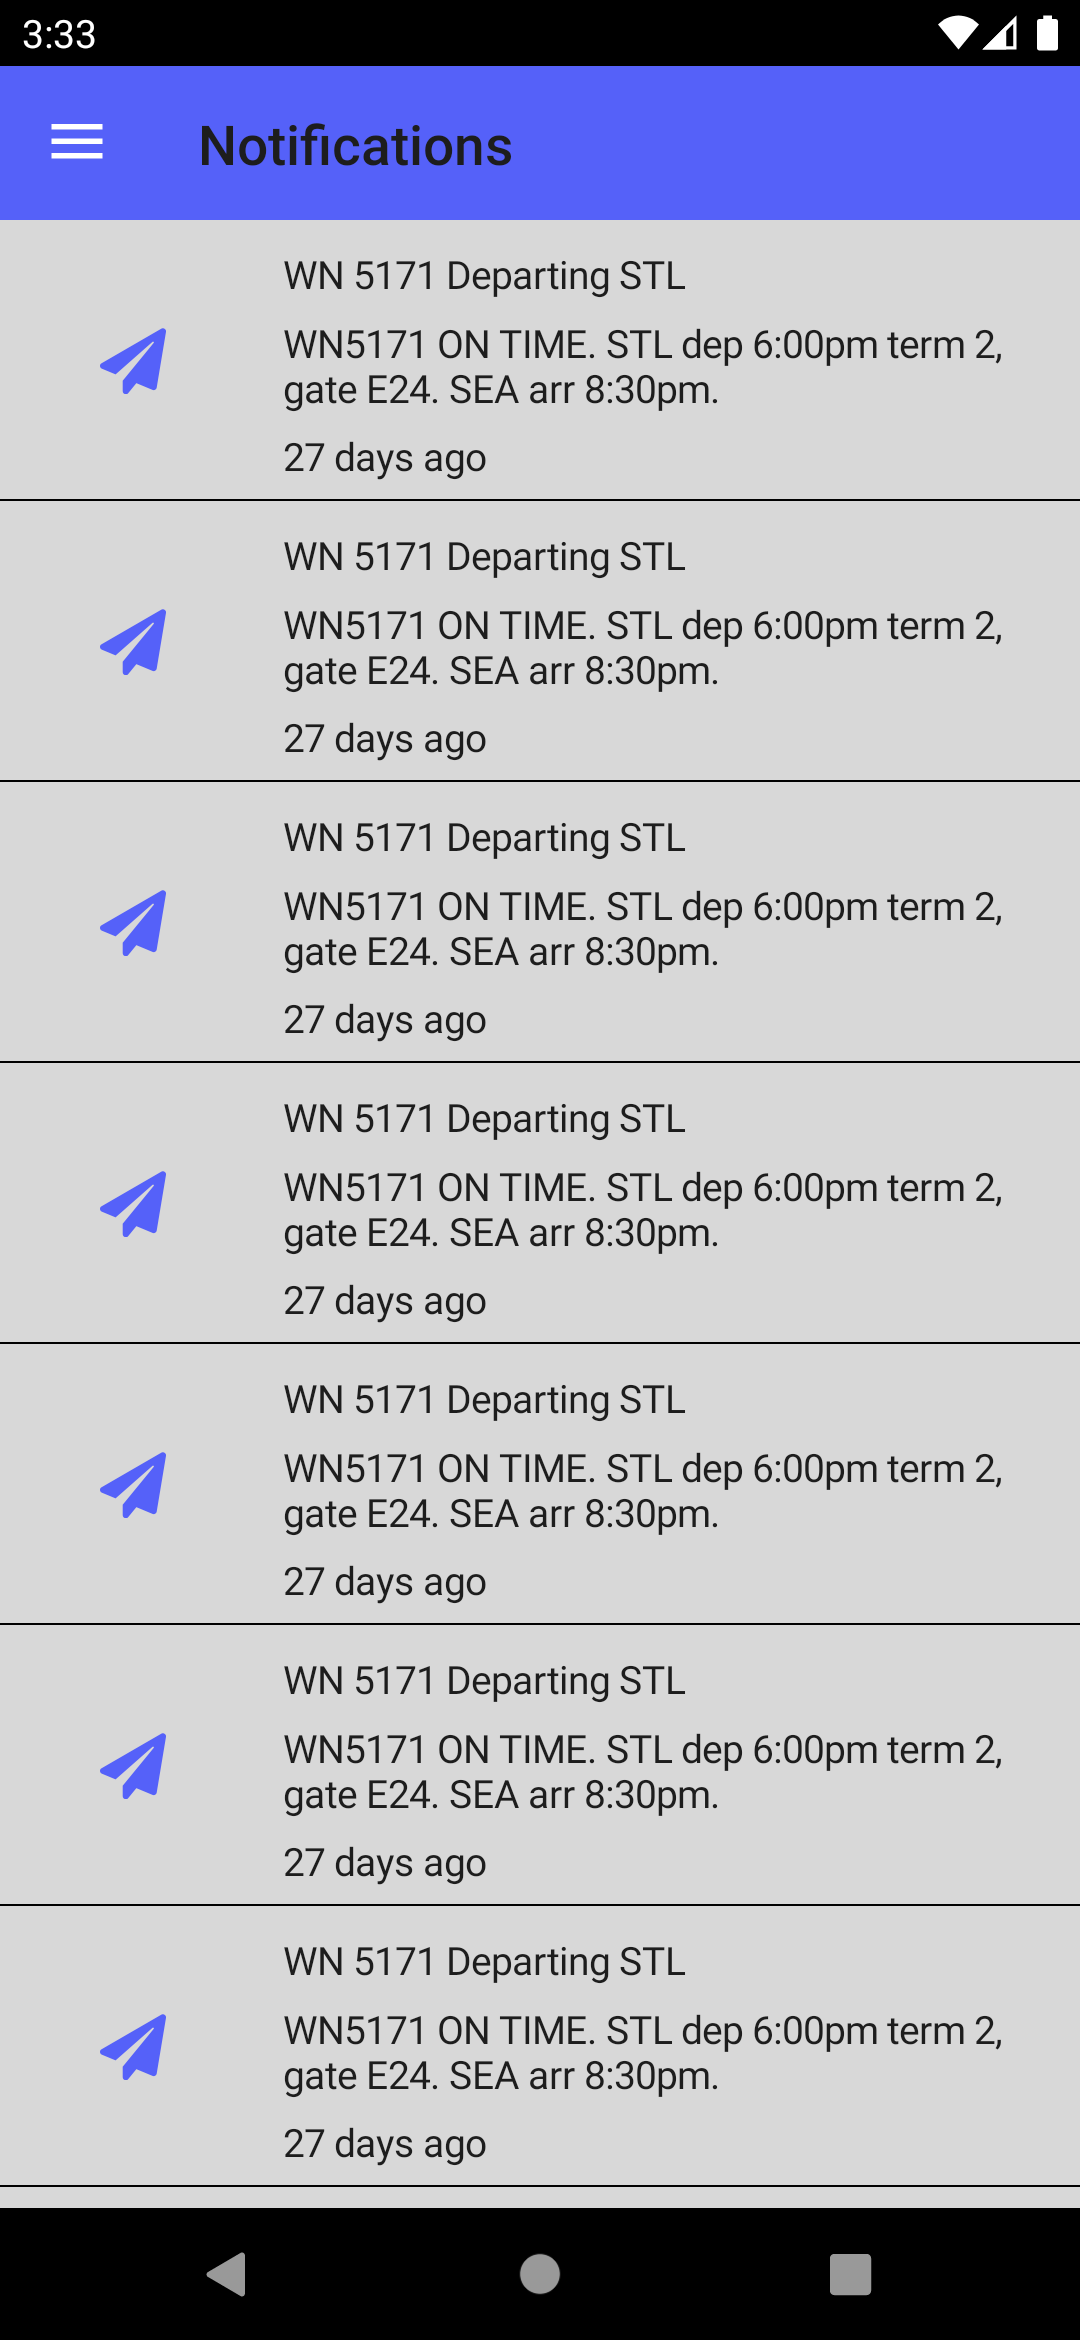 3:33
Notifications
WN 5171 Departing STL
WN5171 ON TIME. STL dep 6:00pm term 2,
gate E24. SEA arr 8:30pm.
27 days ago
WN 5171 Departing STL
WN5171 ON TIME. STL dep 6:00pm term 2,
gate E24. SEA arr 8:30pm.
27 days ago
WN 5171 Departing STL
WN5171 ON TIME. STL dep 6:00pm term 2,
gate E24. SEA arr 8:30pm.
27 days ago
WN 5171 Departing STL
WN5171 ON TIME. STL dep 6:00pm term 2,
gate E24. SEA arr 8:30pm.
27 days ago
WN 5171 Departing STL
WN5171 ON TIME. STL dep 6:00pm term 2,
gate E24. SEA arr 8:30pm.
27 days ago
WN 5171 Departing STL
WN5171 ON TIME. STL dep 6:00pm term 2,
gate E24. SEA arr 8:30pm.
27 days ago
WN 5171 Departing STL
WN5171 ON TIME. STL dep 6:00pm term 2,
gate E24. SEA arr 8:30pm.
27 days ago